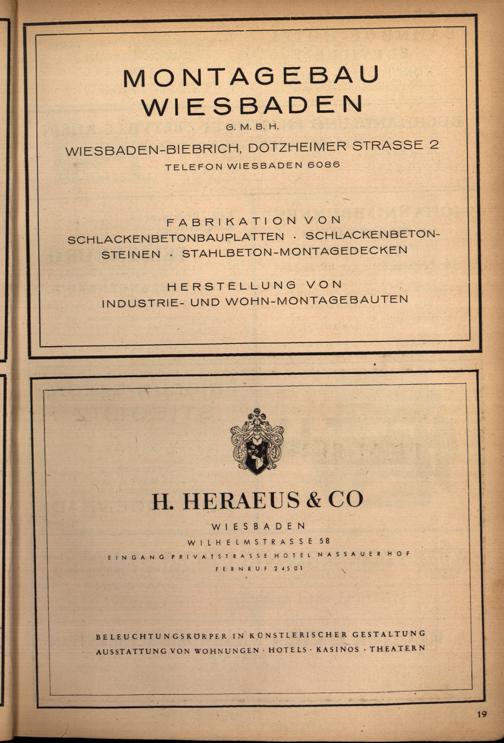 MONTAGEBAU
WIESBADEN
G. M. B. H.
WIESBADEN-BIEBRICH, DOTZHEIMER STRASSE 2
TELEFON WIESBADEN 6086
FABRIKATION VON
SCHLACKENBETONBAUPLATTEN · SCHLACKENBETON-
STEINEN · STAHLBETON-MONTAGEDECKEN
HERSTELLUNG VON
INDUSTRIE- UND WOHN-MONTAGEBAUTEN
H. HERAEUS & CO
WIESBADEN
WILHELMSTRASSE 58
EINGANG PRIVATSTRASSE HOTEL NASSAUER HOF
FERNRUF 24501
BELEUCHTUNGSKÖRPER IN KÜNSTLERISCHER GESTALTUNG
AUSSTATTUNG VON WOHNUNGEN · HOTELS · KASINOS · THEATERN
19